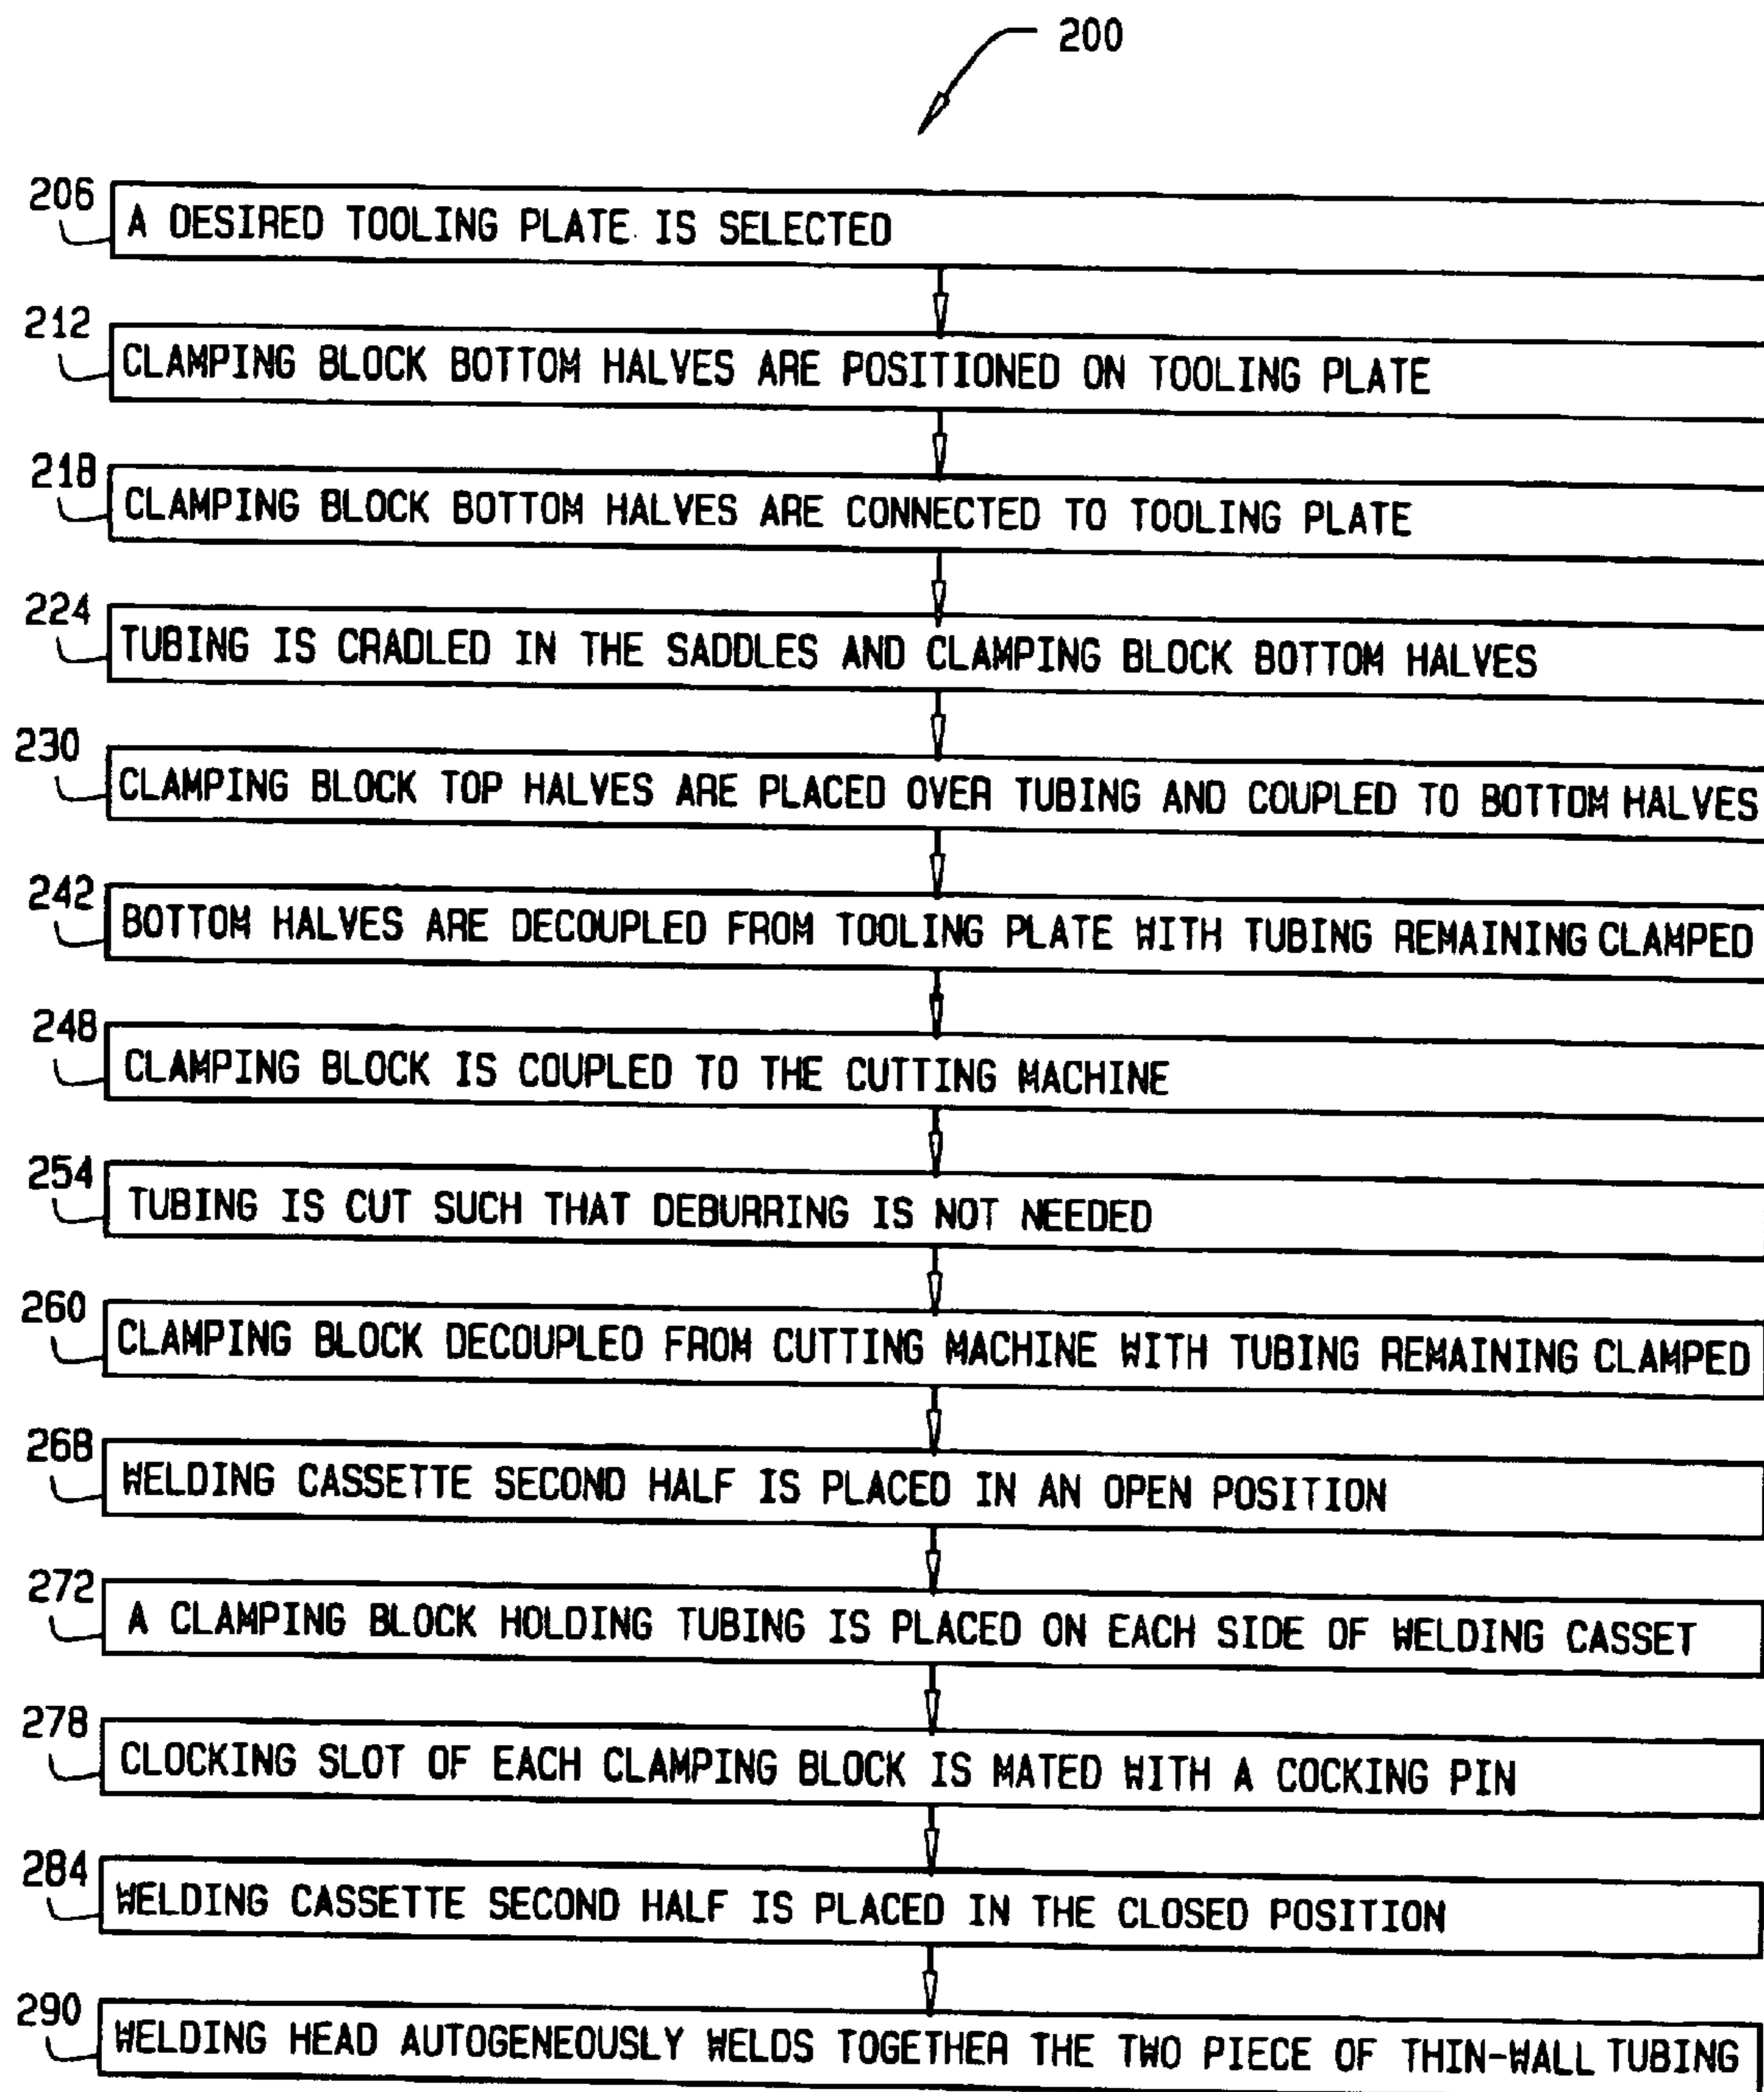 200
206
A DESIRED TOOLING PLATE IS SELECTED
212
CLAMPING BLOCK BOTTOM HALVES ARE POSITIONED ON TOOLING PLATE
218
CLAMPING BLOCK BOTTOM HALVES ARE CONNECTED TO TOOLING PLATE
224
TUBING IS CRADLED IN THE SADDLES AND CLAMPING BLOCK BOTTOM HALVES
230
CLAMPING BLOCK TOP HALVES ARE PLACED OVER TUBING AND COUPLED TO BOTTOM HALVES
242
BOTTOM HALVES ARE DECOUPLED FROM TOOLING PLATE WITH TUBING REMAINING CLAMPED
248
CLAMPING BLOCK IS COUPLED TO THE CUTTING MACHINE
254
TUBING IS CUT SUCH THAT DEBURRING IS NOT NEEDED
260
CLAMPING BLOCK DECOUPLED FROM CUTTING MACHINE WITH TUBING REMAINING CLAMPED
268
WELDING CASSETTE SECOND HALF IS PLACED IN AN OPEN POSITION
272
A CLAMPING BLOCK HOLDING TUBING IS PLACED ON EACH SIDE OF WELDING CASSET
278
CLOCKING SLOT OF EACH CLAMPING BLOCK IS MATED WITH A COCKING PIN
284
WELDING CASSETTE SECOND HALF IS PLACED IN THE CLOSED POSITION
290
WELDING HEAD AUTOGENEOUSLY WELDS TOGETHER THE TWO PIECE OF THIN-WALL TUBING